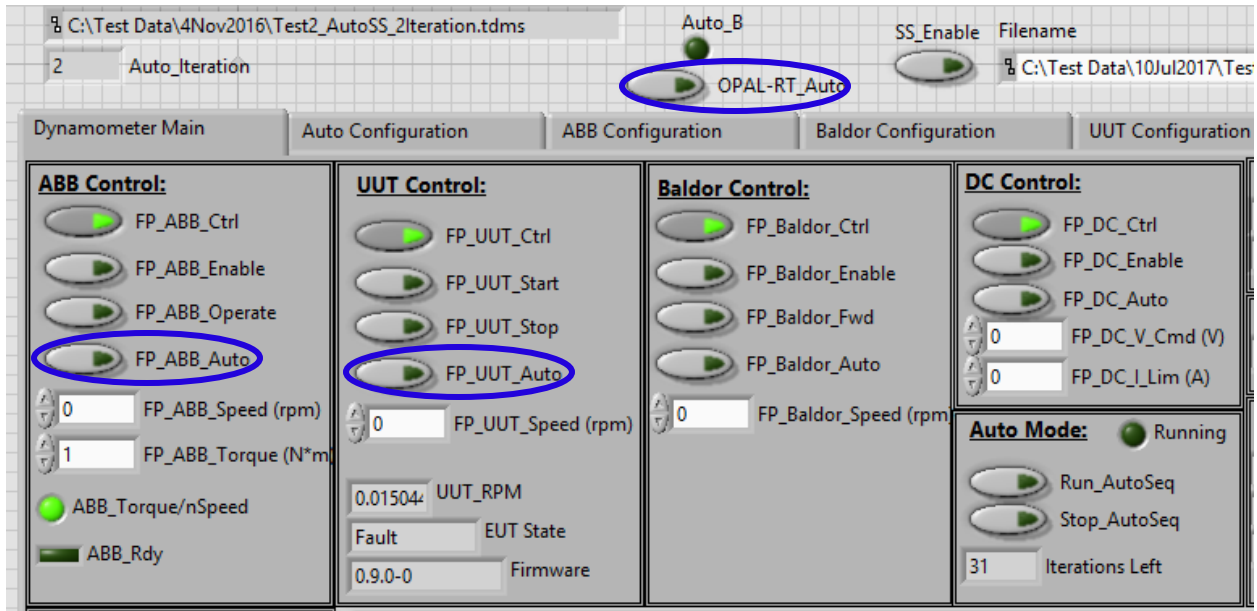 C:\Test Data\4Nov2016\Test2_AutoSS_2Iteration.tdms
2 Auto_Iteration
Auto_B
OPAL-RT_Auto
SS_Enable
Filename
C:\Test Data\10Jul2017\Tes
Dynamometer Main
Auto Configuration
ABB Configuration
Baldor Configuration
UUT Configuration
ABB Control:
FP_ABB_Ctrl
FP_ABB_Enable
FP_ABB_Operate
FP_ABB_Auto
0 FP_ABB_Speed (rpm)
1 FP_ABB_Torque (N*m
ABB_Torque/nSpeed
ABB_Rdy
UUT Control:
FP_UUT_Ctrl
FP_UUT_Start
FP_UUT_Stop
FP_UUT_Auto
0 FP_UUT_Speed (rpm)
0.01504 UUT_RPM
Fault EUT State
0.9.0-0 Firmware
Baldor Control:
FP_Baldor_Ctrl
FP_Baldor_Enable
FP_Baldor_Fwd
FP_Baldor_Auto
0 FP_Baldor_Speed (rpm
DC Control:
FP_DC_Ctrl
FP_DC_Enable
FP_DC_Auto
0 FP_DC_V_Cmd (V)
0 FP_DC_I_Lim (A)
Auto Mode: Running
Run_AutoSeq
Stop_AutoSeq
31 Iterations Left